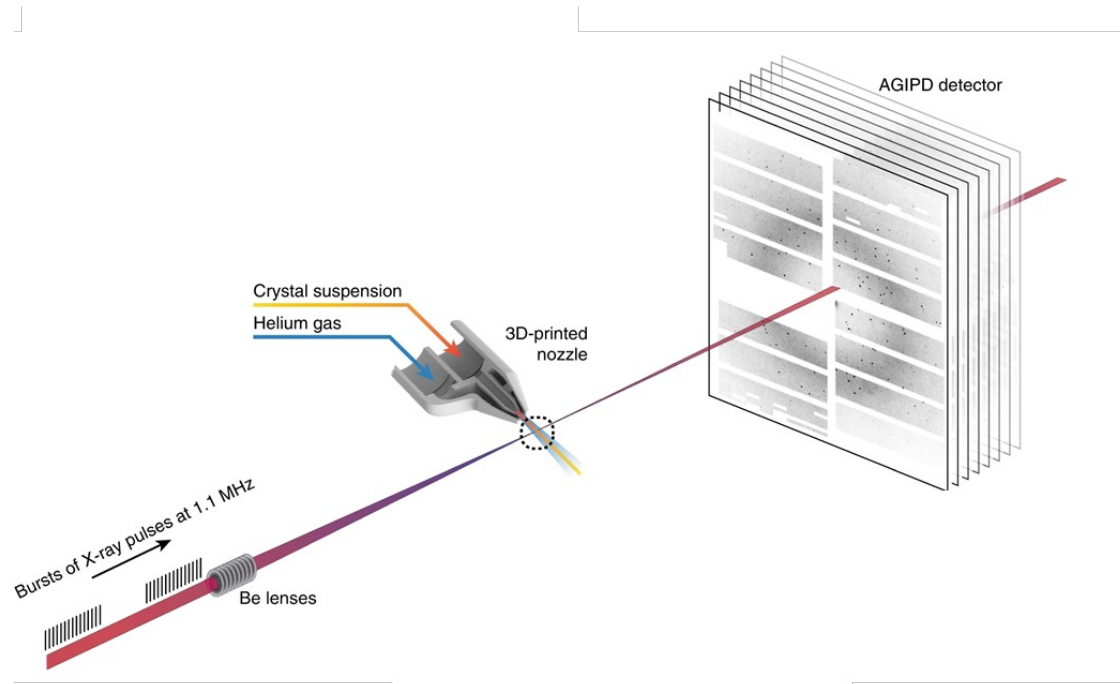 AGIPD detector
Crystal suspension
Helium gas
3D-printed
nozzle
Bursts of X-ray pulses at 1.1 MHz
Be lenses